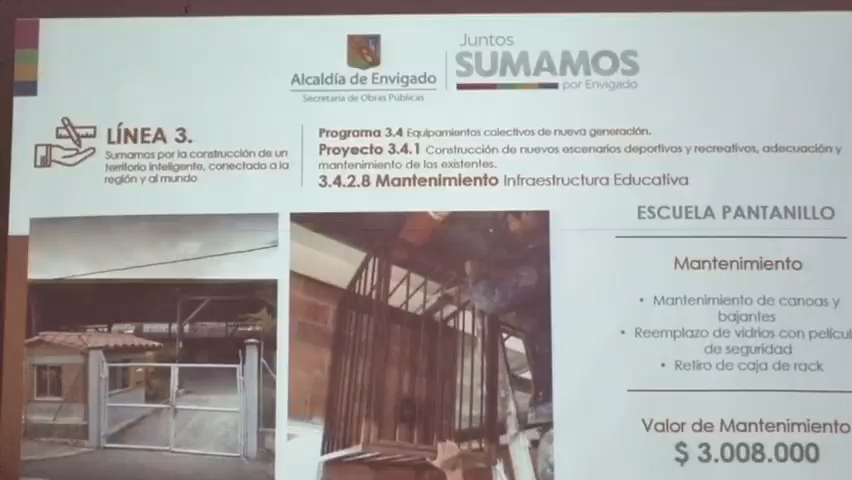 Alcaldía de Envigado
Secretaría de Obras Públicas
Juntos
SUMAMOS
por Envigado
LÍNEA 3.
Sumamos por la construcción de un
territorio inteligente, conectado a la
región y al mundo
Programa 3.4 Equipamientos colectivos de nueva generación.
Proyecto 3.4.1 Construcción de nuevos escenarios deportivos y recreativos, adecuación y
mantenimiento de los existentes.
3.4.2.8 Mantenimiento Infraestructura Educativa
ESCUELA PANTANILLO
Mantenimiento
• Mantenimiento de canoas y
bajantes
• Reemplazo de vidrios con películ
de seguridad
• Retiro de caja de rack
Valor de Mantenimiento
$ 3.008.000